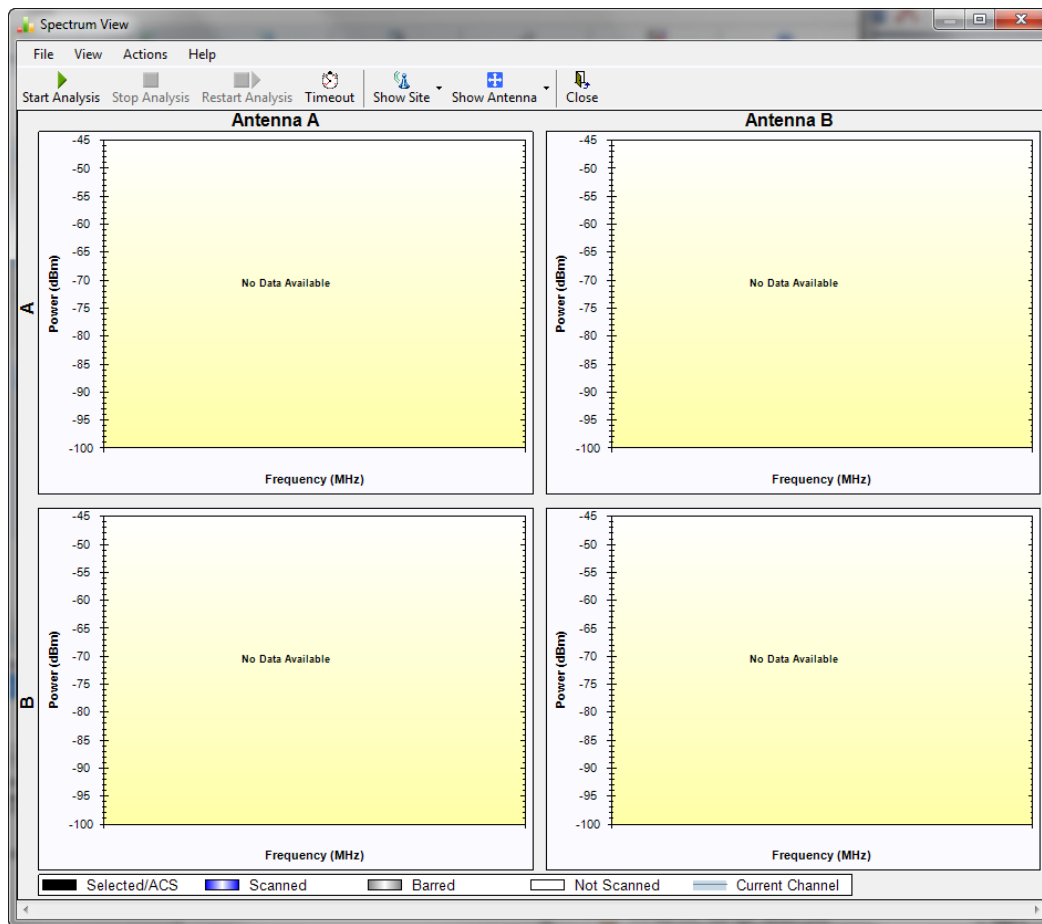 Spectrum View
File View Actions Help
Start Analysis Stop Analysis Restart Analysis Timeout Show Site Show Antenna Close
Antenna A Antenna B
A
Power (dBm)
-45
-50
-55
-60
-65
-70
-75
-80
-85
-90
-95
-100
No Data Available
Frequency (MHz)
Power (dBm)
-45
-50
-55
-60
-65
-70
-75
-80
-85
-90
-95
-100
No Data Available
Frequency (MHz)
B
Power (dBm)
-45
-50
-55
-60
-65
-70
-75
-80
-85
-90
-95
-100
No Data Available
Frequency (MHz)
Power (dBm)
-45
-50
-55
-60
-65
-70
-75
-80
-85
-90
-95
-100
No Data Available
Frequency (MHz)
Selected/ACS Scanned Barred Not Scanned Current Channel